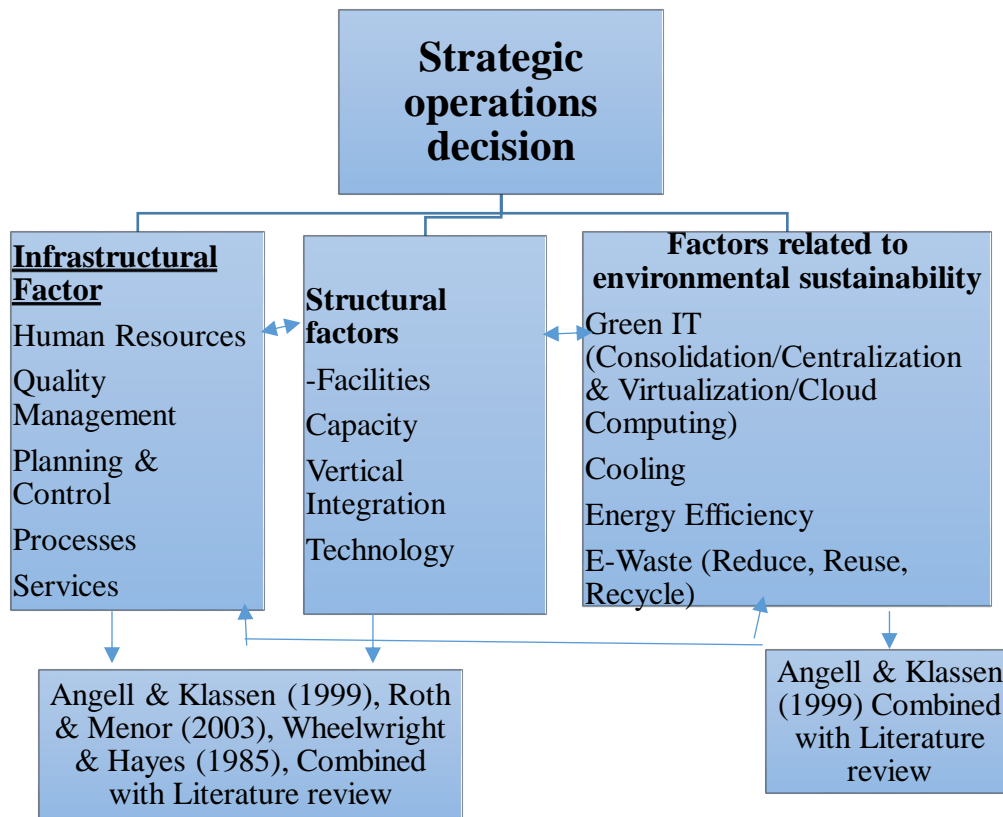 Strategic
operations
decision
Infrastructural
Factor
Human Resources
Quality
Management
Planning &
Control
Processes
Services
Structural
factors
-Facilities
Capacity
Vertical
Integration
Technology
Factors related to
environmental sustainability
Green IT
(Consolidation/Centralization
& Virtualization/Cloud
Computing)
Cooling
Energy Efficiency
E-Waste (Reduce, Reuse,
Recycle)
Angell & Klassen (1999), Roth
& Menor (2003), Wheelwright
& Hayes (1985), Combined
with Literature review
Angell & Klassen
(1999) Combined
with Literature
review